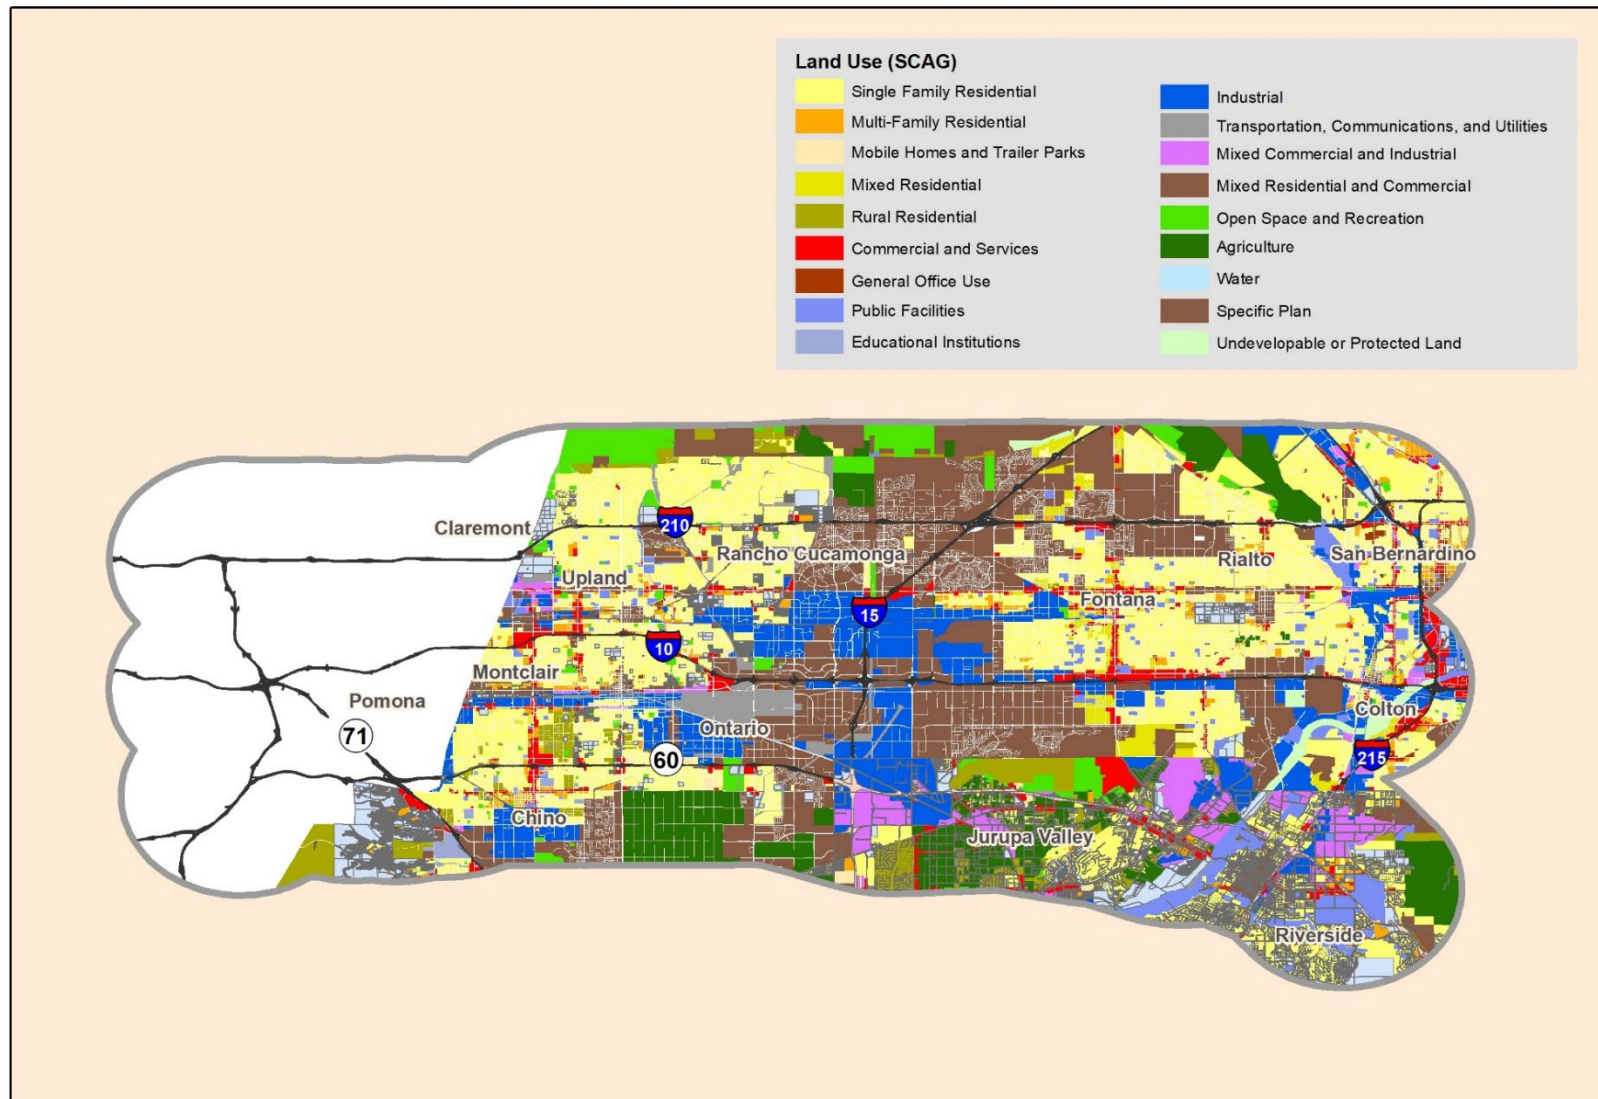 Land Use (SCAG)
Single Family Residential
Multi-Family Residential
Mobile Homes and Trailer Parks
Mixed Residential
Rural Residential
Commercial and Services
General Office Use
Public Facilities
Educational Institutions
Industrial
Transportation, Communications, and Utilities
Mixed Commercial and Industrial
Mixed Residential and Commercial
Open Space and Recreation
Agriculture
Water
Specific Plan
Undevelopable or Protected Land
Claremont
210
Rancho Cucamonga
Rialto
San Bernardino
Upland
Fontana
15
10
Montclair
Pomona
Colton
71
Ontario
60
215
Chino
Jurupa Valley
Riverside